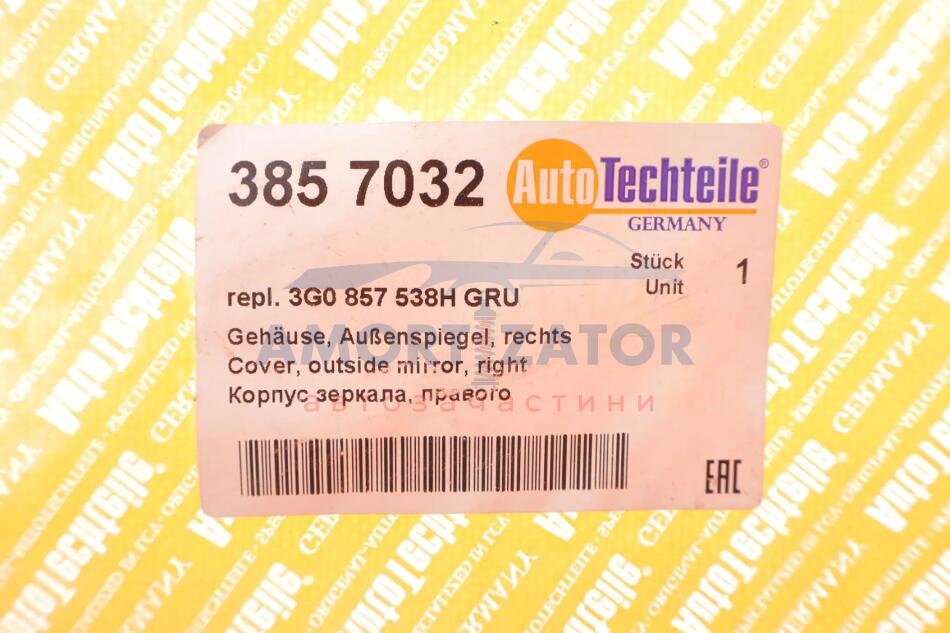 385 7032
AutoTechteile®
GERMANY
Stück
Unit
1
repl. 3G0 857 538H GRU
AMORTIZATOR
Gehäuse, Außenspiegel, rechts
Cover, outside mirror, right
Корпус зеркала, правого
автозачастини
EAC